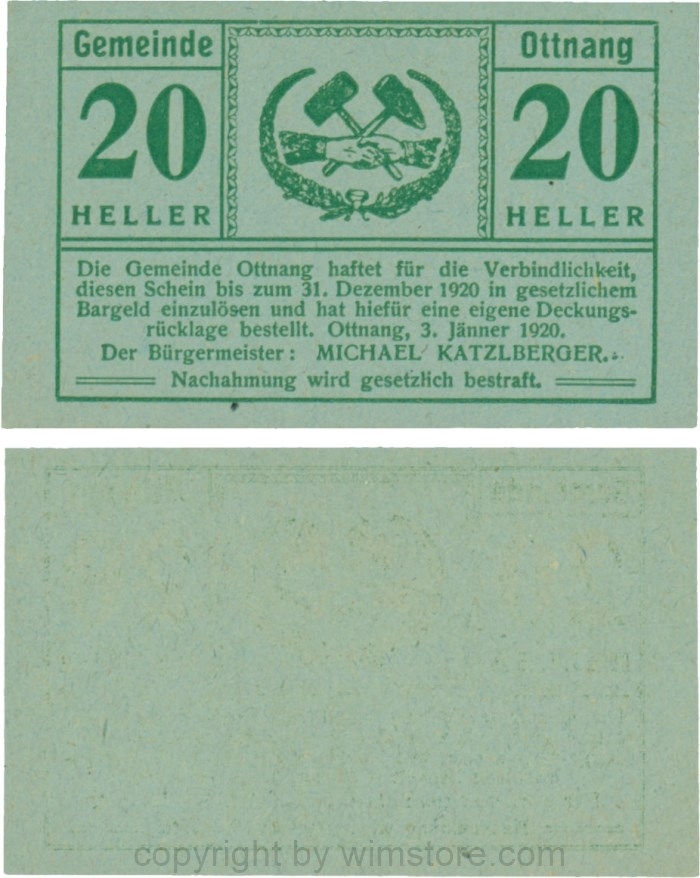 Gemeinde
Ottnang
20
20
HELLER
HELLER
Die Gemeinde Ottnang haftet für die Verbindlichkeit,
diesen Schein bis zum 31. Dezember 1920 in gesetzlichem
Bargeld einzulösen und hat hiefür eine eigene Deckungs-
rücklage bestellt. Ottnang, 3. Jänner 1920.
Der Bürgermeister: MICHAEL KATZLBERGER.
Nachahmung wird gesetzlich bestraft.
copyright by wimstore.com